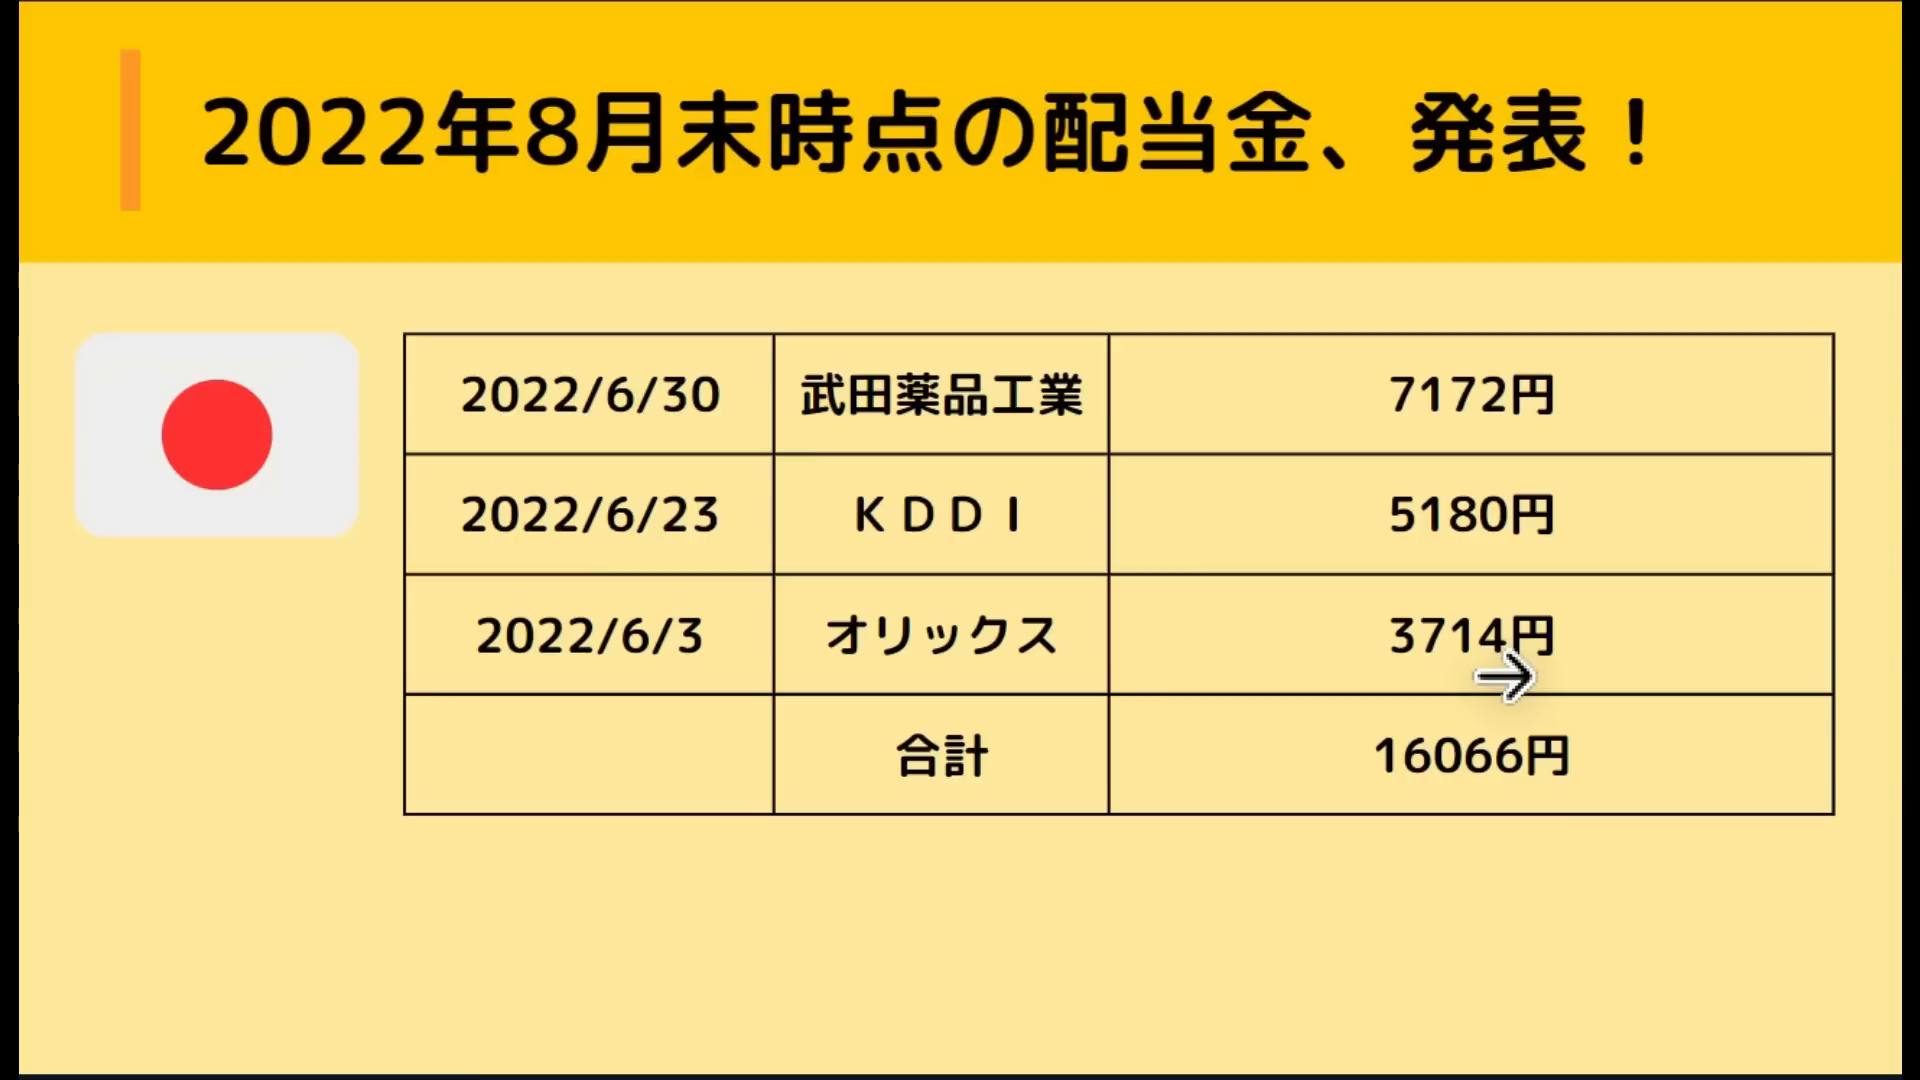 2022年8月末時点の配当金、発表！
2022/6/30 武田薬品工業 7172円
2022/6/23 ＫＤＤＩ 5180円
2022/6/3 オリックス 3714円
合計 16066円